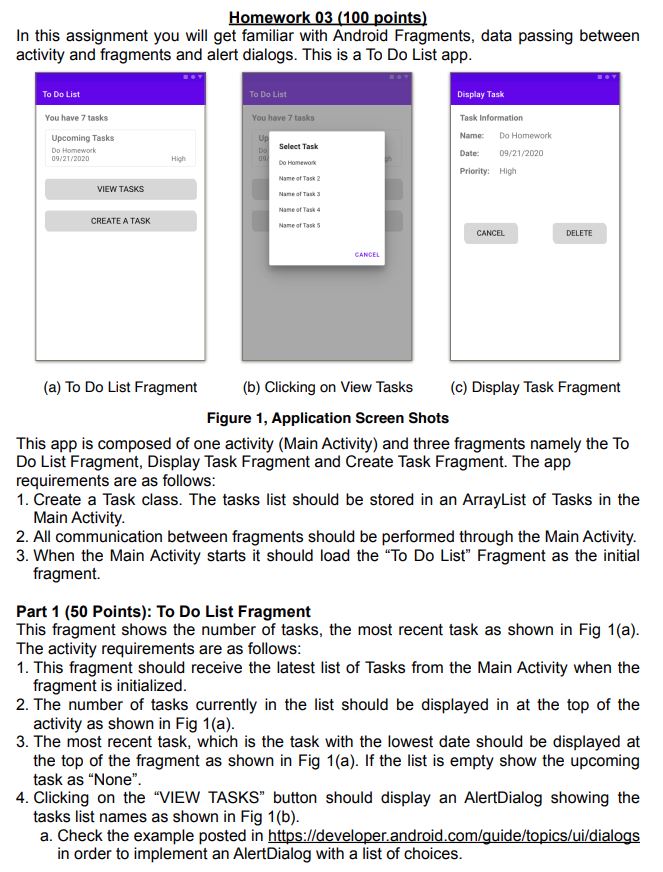 Homework 03 (100 points)
In this assignment you will get familiar with Android Fragments, data passing between
activity and fragments and alert dialogs. This is a To Do List app.
To Do List
You have 7 tasks
Upcoming Tasks
Do Homework
09/21/2020 High
VIEW TASKS
CREATE A TASK
To Do List
You have 7 tasks
Up
Do
09/ gh
Select Task
Do Homework
Name of Task 2
Name of Task 3
Name of Task 4
Name of Task 5
CANCEL
Display Task
Task Information
Name: Do Homework
Date: 09/21/2020
Priority: High
CANCEL DELETE
(a) To Do List Fragment (b) Clicking on View Tasks (c) Display Task Fragment
Figure 1, Application Screen Shots
This app is composed of one activity (Main Activity) and three fragments namely the To
Do List Fragment, Display Task Fragment and Create Task Fragment. The app
requirements are as follows:
1. Create a Task class. The tasks list should be stored in an ArrayList of Tasks in the
Main Activity.
2. All communication between fragments should be performed through the Main Activity.
3. When the Main Activity starts it should load the “To Do List” Fragment as the initial
fragment.
Part 1 (50 Points): To Do List Fragment
This fragment shows the number of tasks, the most recent task as shown in Fig 1(a).
The activity requirements are as follows:
1. This fragment should receive the latest list of Tasks from the Main Activity when the
fragment is initialized.
2. The number of tasks currently in the list should be displayed in at the top of the
activity as shown in Fig 1(a).
3. The most recent task, which is the task with the lowest date should be displayed at
the top of the fragment as shown in Fig 1(a). If the list is empty show the upcoming
task as “None”.
4. Clicking on the “VIEW TASKS” button should display an AlertDialog showing the
tasks list names as shown in Fig 1(b).
a. Check the example posted in https://developer.android.com/guide/topics/ui/dialogs
in order to implement an AlertDialog with a list of choices.